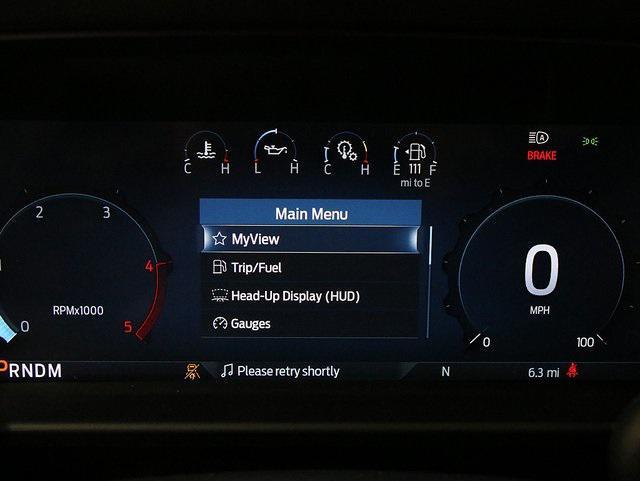 C H
L H
C H
E 111 F
mi to E
A
BRAKE
Main Menu
MyView
Trip/Fuel
Head-Up Display (HUD)
Gauges
2 3
4
5
0
RPMx1000
0
MPH
0 100
PRNDM
Please retry shortly
N
6.3 mi